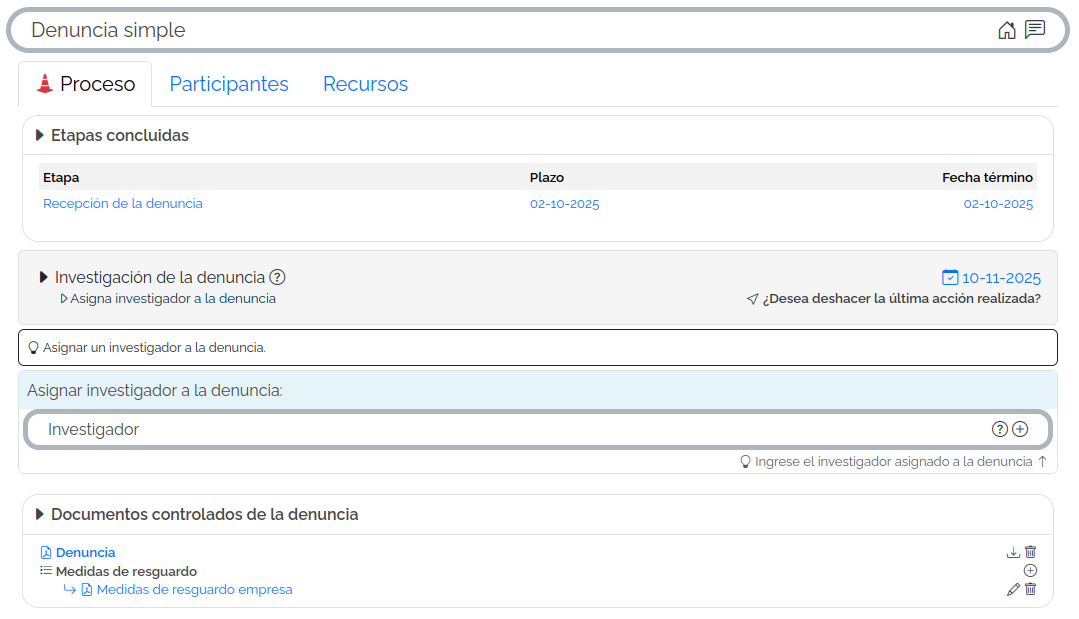 Denuncia simple
Proceso Participantes Recursos
Etapas concluidas
Etapa Plazo Fecha término
Recepción de la denuncia 02-10-2025 02-10-2025
Investigación de la denuncia 10-11-2025
Asigna investigador a la denuncia ¿Desea deshacer la última acción realizada?
Asignar un investigador a la denuncia.
Asignar investigador a la denuncia:
Investigador
Ingrese el investigador asignado a la denuncia ↑
Documentos controlados de la denuncia
Denuncia
Medidas de resguardo
Medidas de resguardo empresa